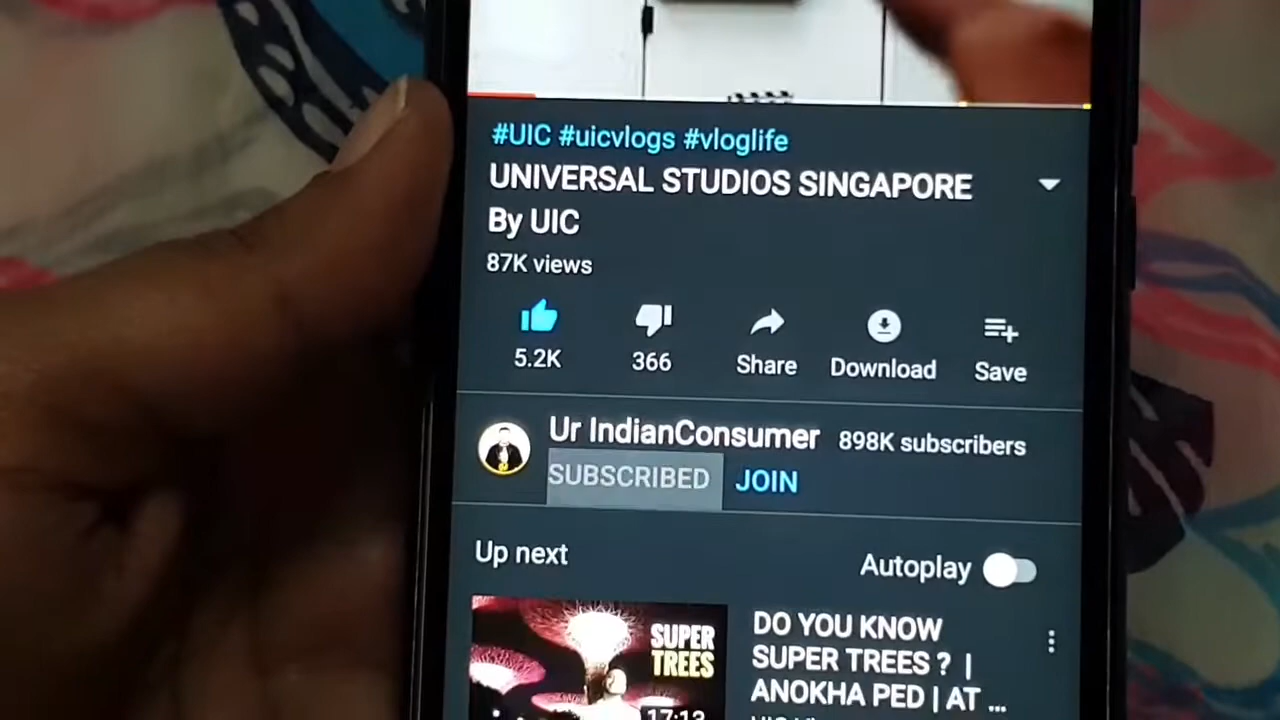 #UIC #uicvlogs #vloglife
UNIVERSAL STUDIOS SINGAPORE
By UIC
87K views
5.2K 366 Share Download Save
Ur IndianConsumer 898K subscribers
SUBSCRIBED JOIN
Up next Autoplay
SUPER
TREES
17:13
DO YOU KNOW
SUPER TREES ? |
ANOKHA PED | AT ...